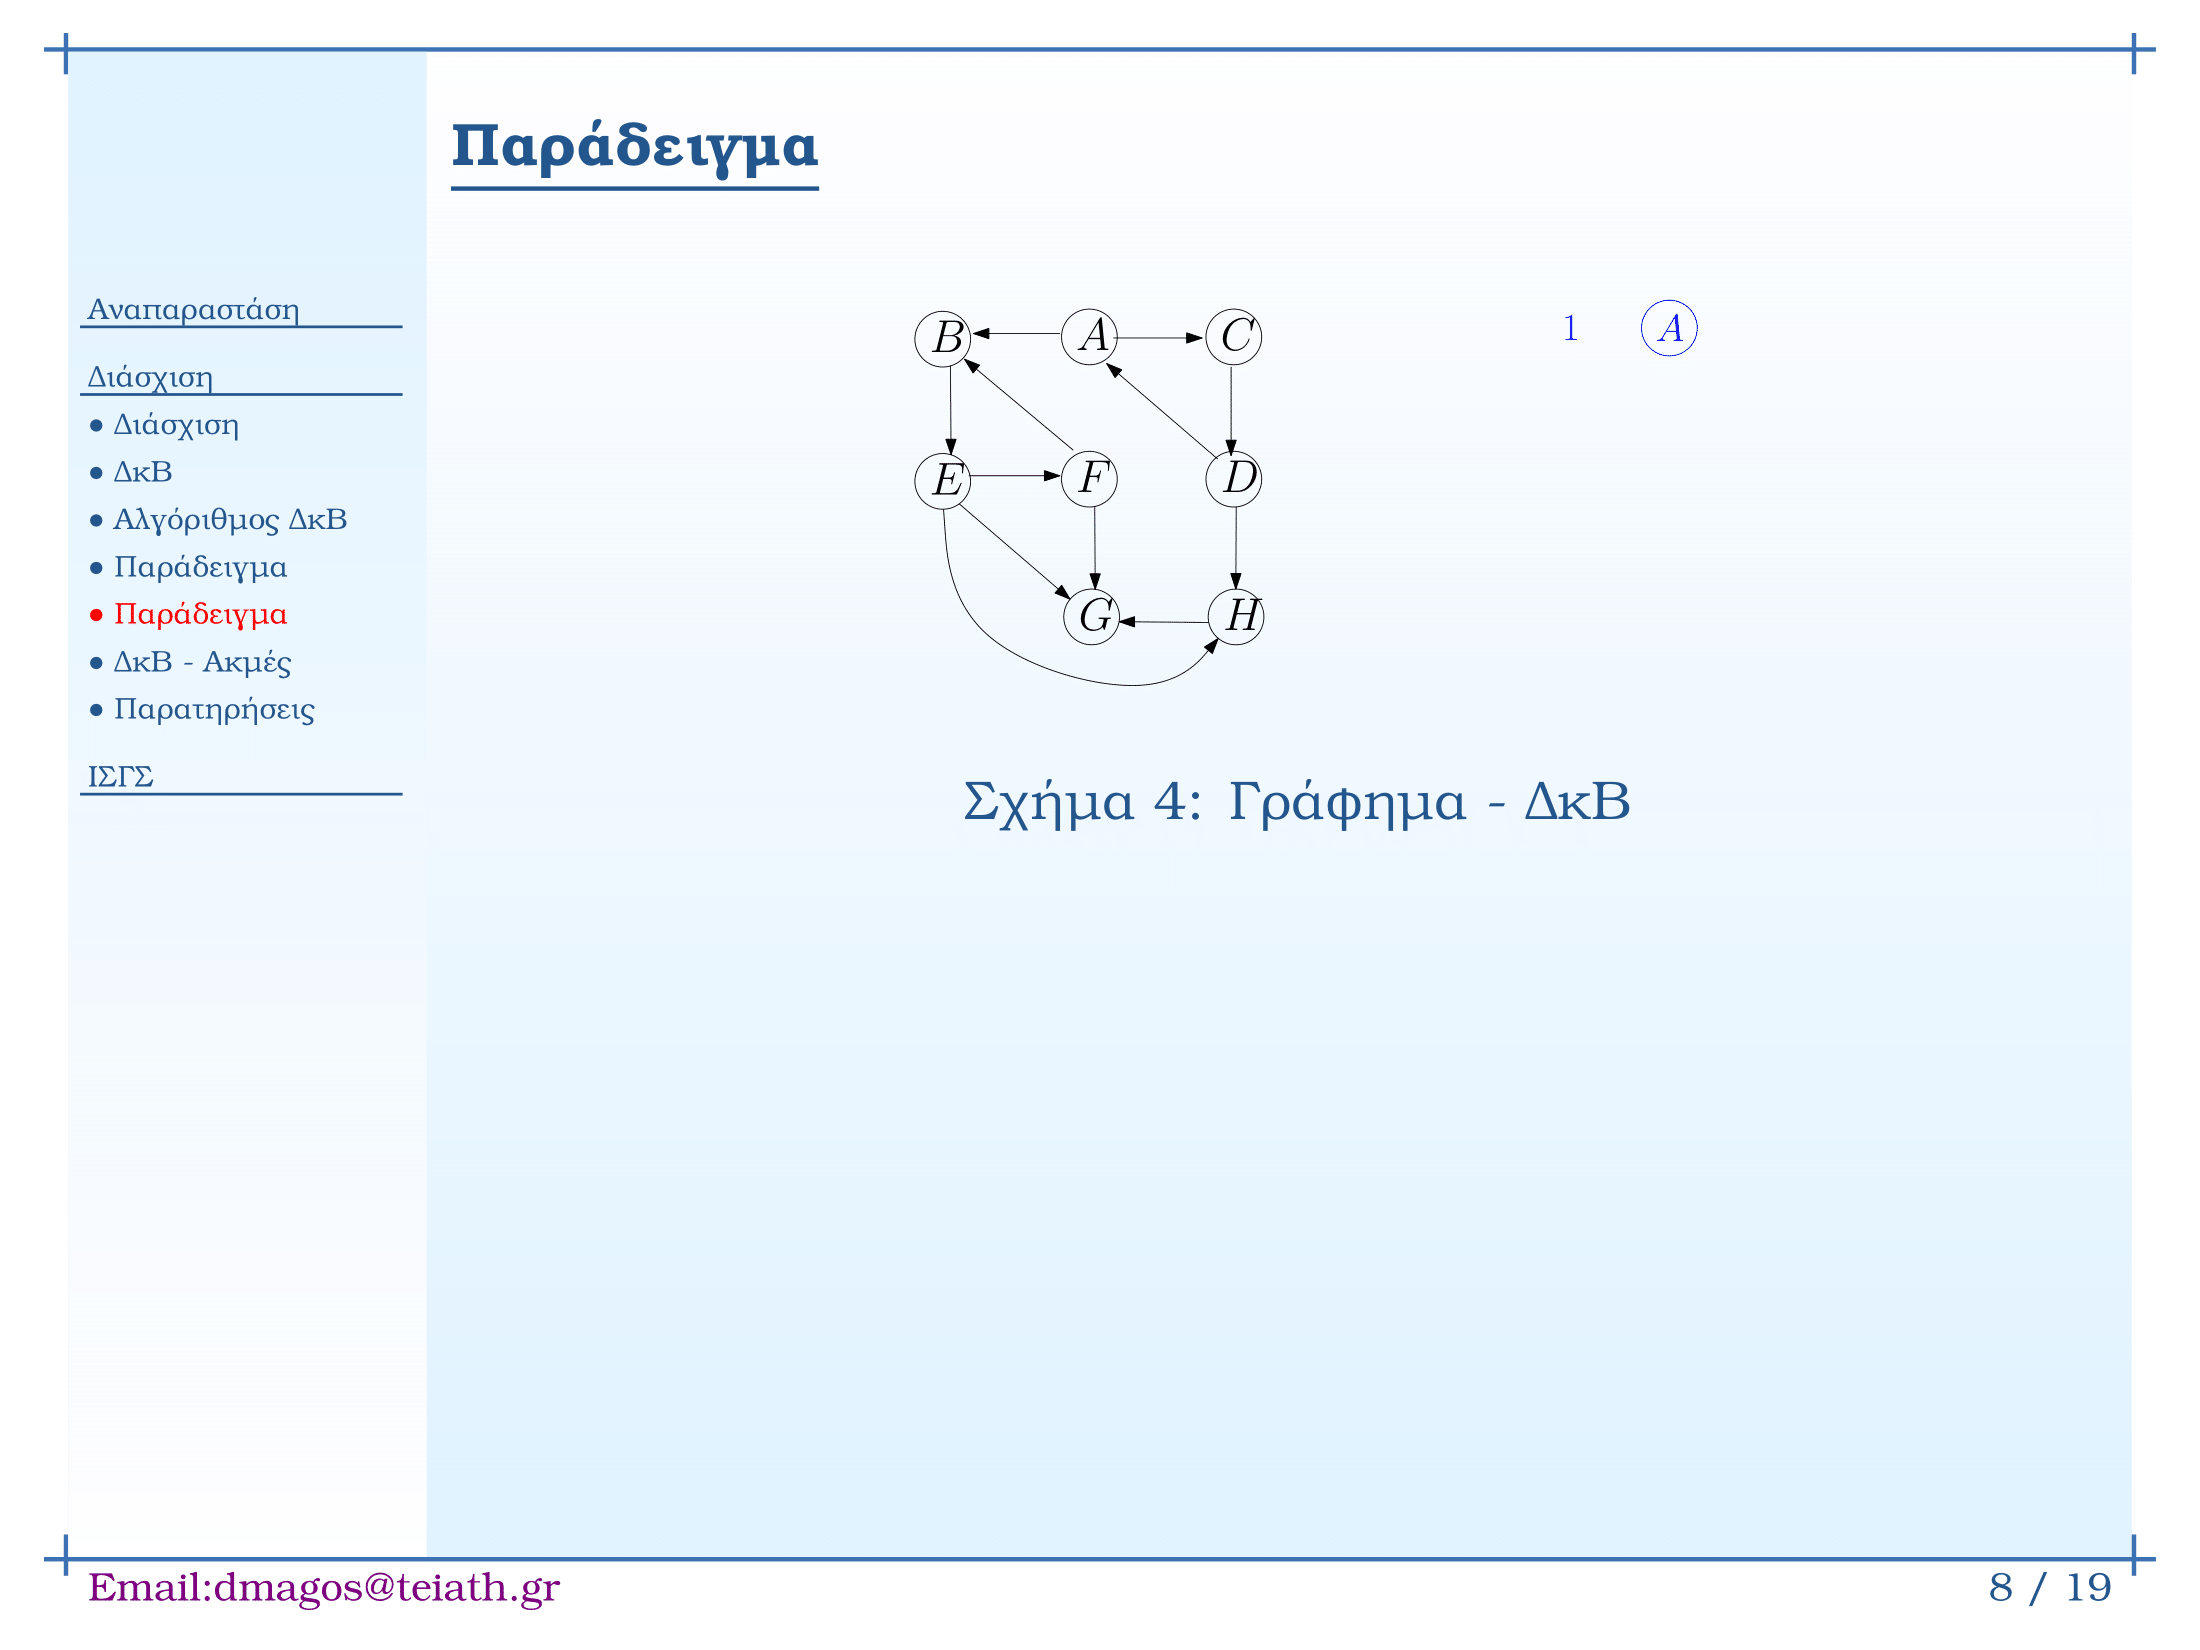 Παράδειγμα
Αναπαραστάση
Διάσχιση
● Διάσχιση
● ΔκΒ
● Αλγόριθμος ΔκΒ
● Παράδειγμα
● Παράδειγμα
● ΔκΒ - Ακμές
● Παρατηρήσεις
ΙΣΓΣ
B A C
E F D
G H
1 A
Σχήμα 4: Γράφημα - ΔκΒ
Email:dmagos@teiath.gr
8 / 19